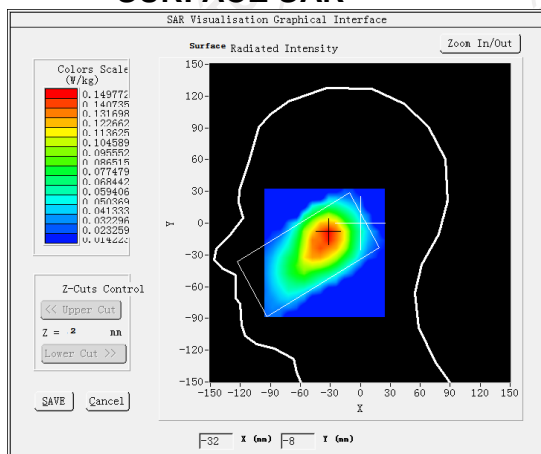 SURFACE SAR
SAR Visualisation Graphical Interface
Surface Radiated Intensity
Zoom In/Out
Colors Scale
(W/kg)
0.149772
0.140735
0.131698
0.122662
0.113625
0.104589
0.095552
0.086515
0.077479
0.068442
0.059406
0.050369
0.041333
0.032296
0.023259
0.014223
Z-Cuts Control
<< Upper Cut
Z = 2 mm
Lower Cut >>
SAVE Cancel
150
120
90
60
30
Y 0
-30
-60
-90
-120
-150
-150 -120 -90 -60 -30 0 30 60 90 120 150
X
-32 X (mm) -8 Y (mm)